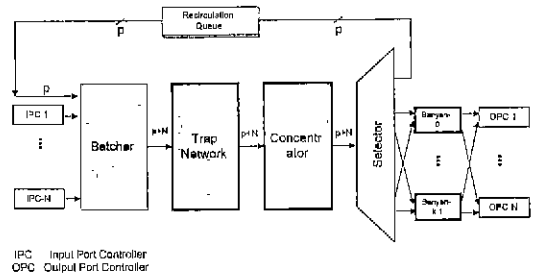 Recirculation
Queue
p
p
p
IPC-1
IPC-N
Batcher
p+N
Trap
Network
p+N
Concentr
ator
p+N
Selector
Banyan-
0
Banyan-
k-1
OPC-1
OPC-N
IPC Input Port Controller
OPC Output Port Controller